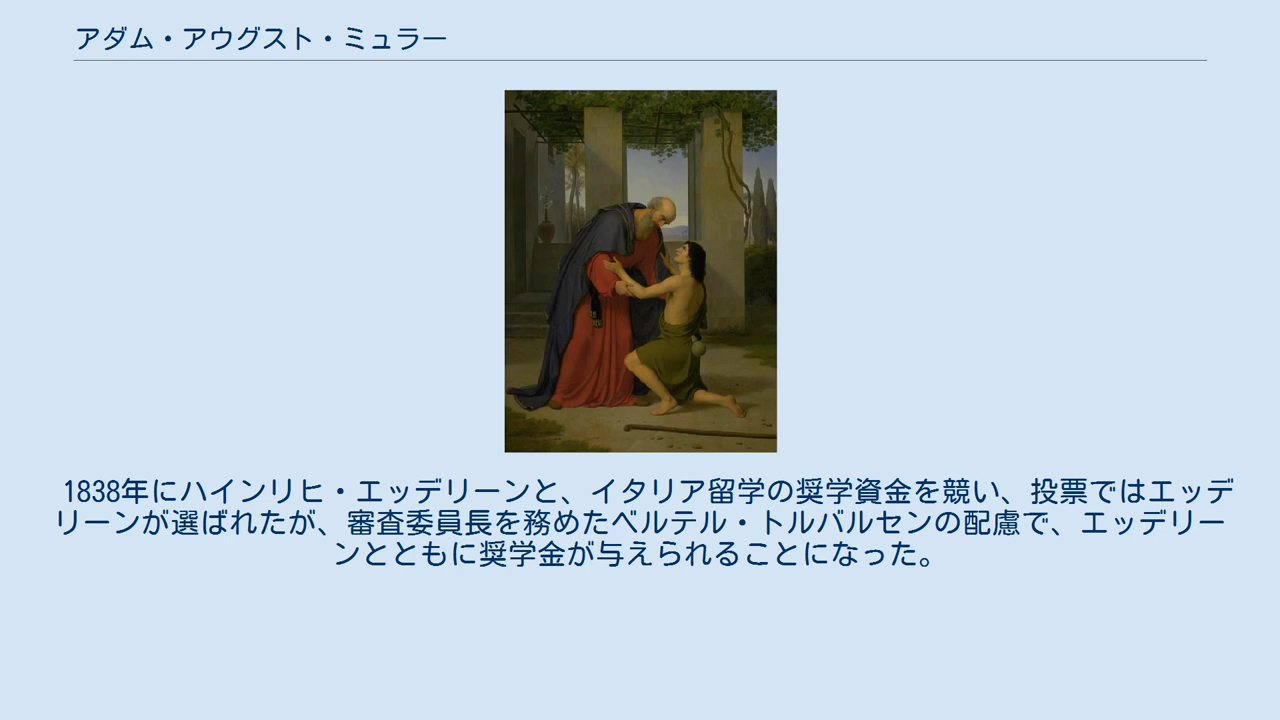 アダム・アウグスト・ミュラー
1838年にハインリヒ・エッデリーンと、イタリア留学の奨学資金を競い、投票ではエッデ
リーンが選ばれたが、審査委員長を務めたベルテル・トルバルセンの配慮で、エッデリー
ンとともに奨学金が与えられることになった。